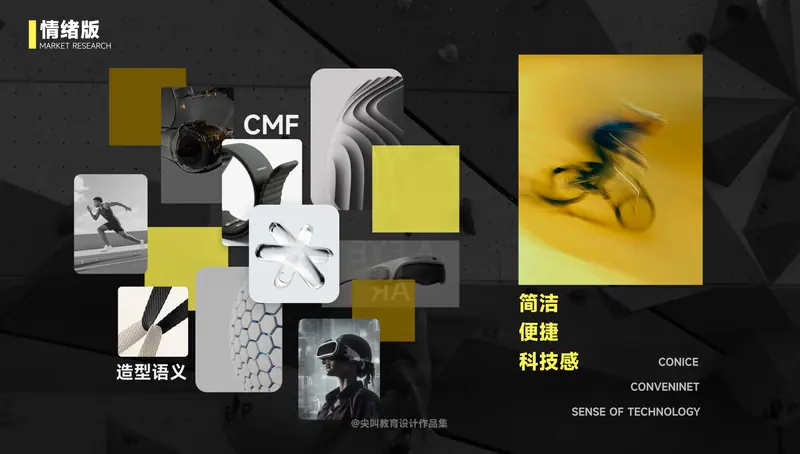 情绪版
MARKET RESEARCH
CMF
造型语义
简洁
便捷
科技感
CONICE
CONVENINET
SENSE OF TECHNOLOGY
@尖叫教育设计作品集